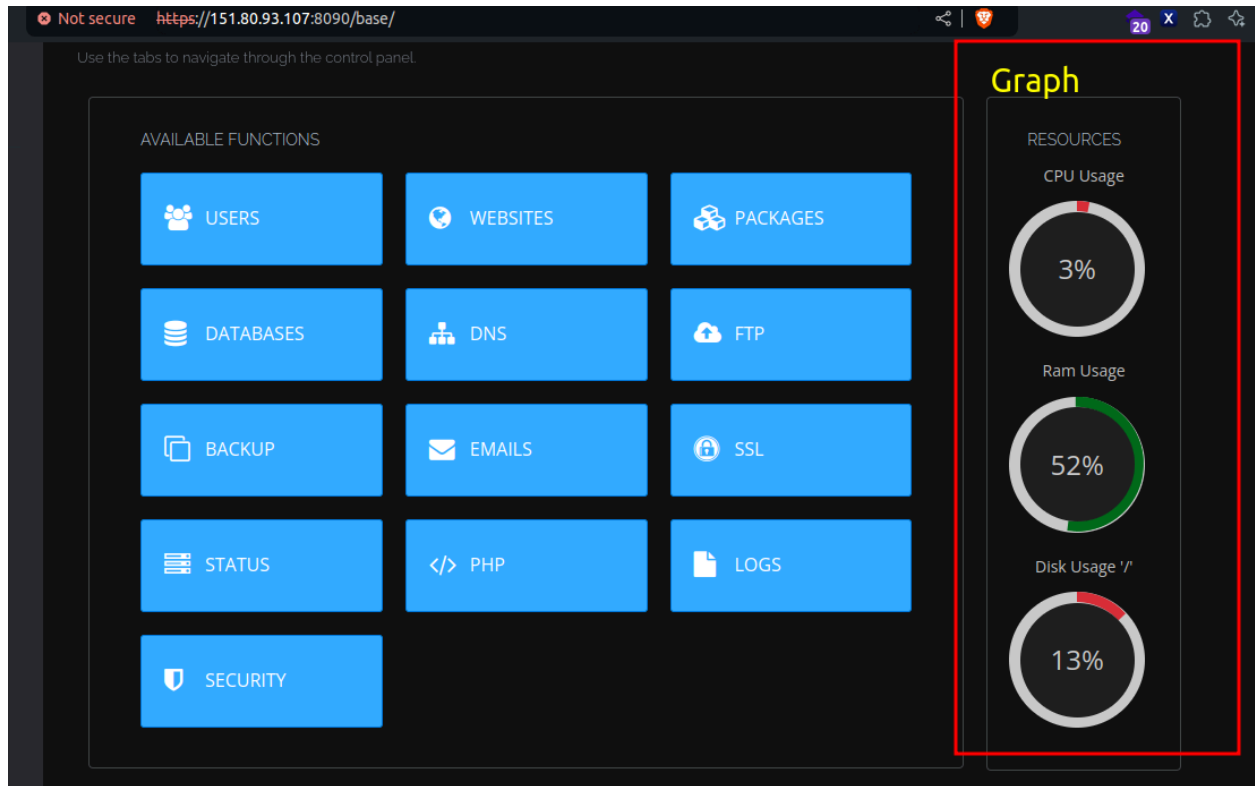 Not secure https://151.80.93.107:8090/base/
20
X
Use the tabs to navigate through the control panel.
Graph
AVAILABLE FUNCTIONS
USERS
WEBSITES
PACKAGES
DATABASES
DNS
FTP
BACKUP
EMAILS
SSL
STATUS
</> PHP
LOGS
SECURITY
RESOURCES
CPU Usage
3%
Ram Usage
52%
Disk Usage '/'
13%